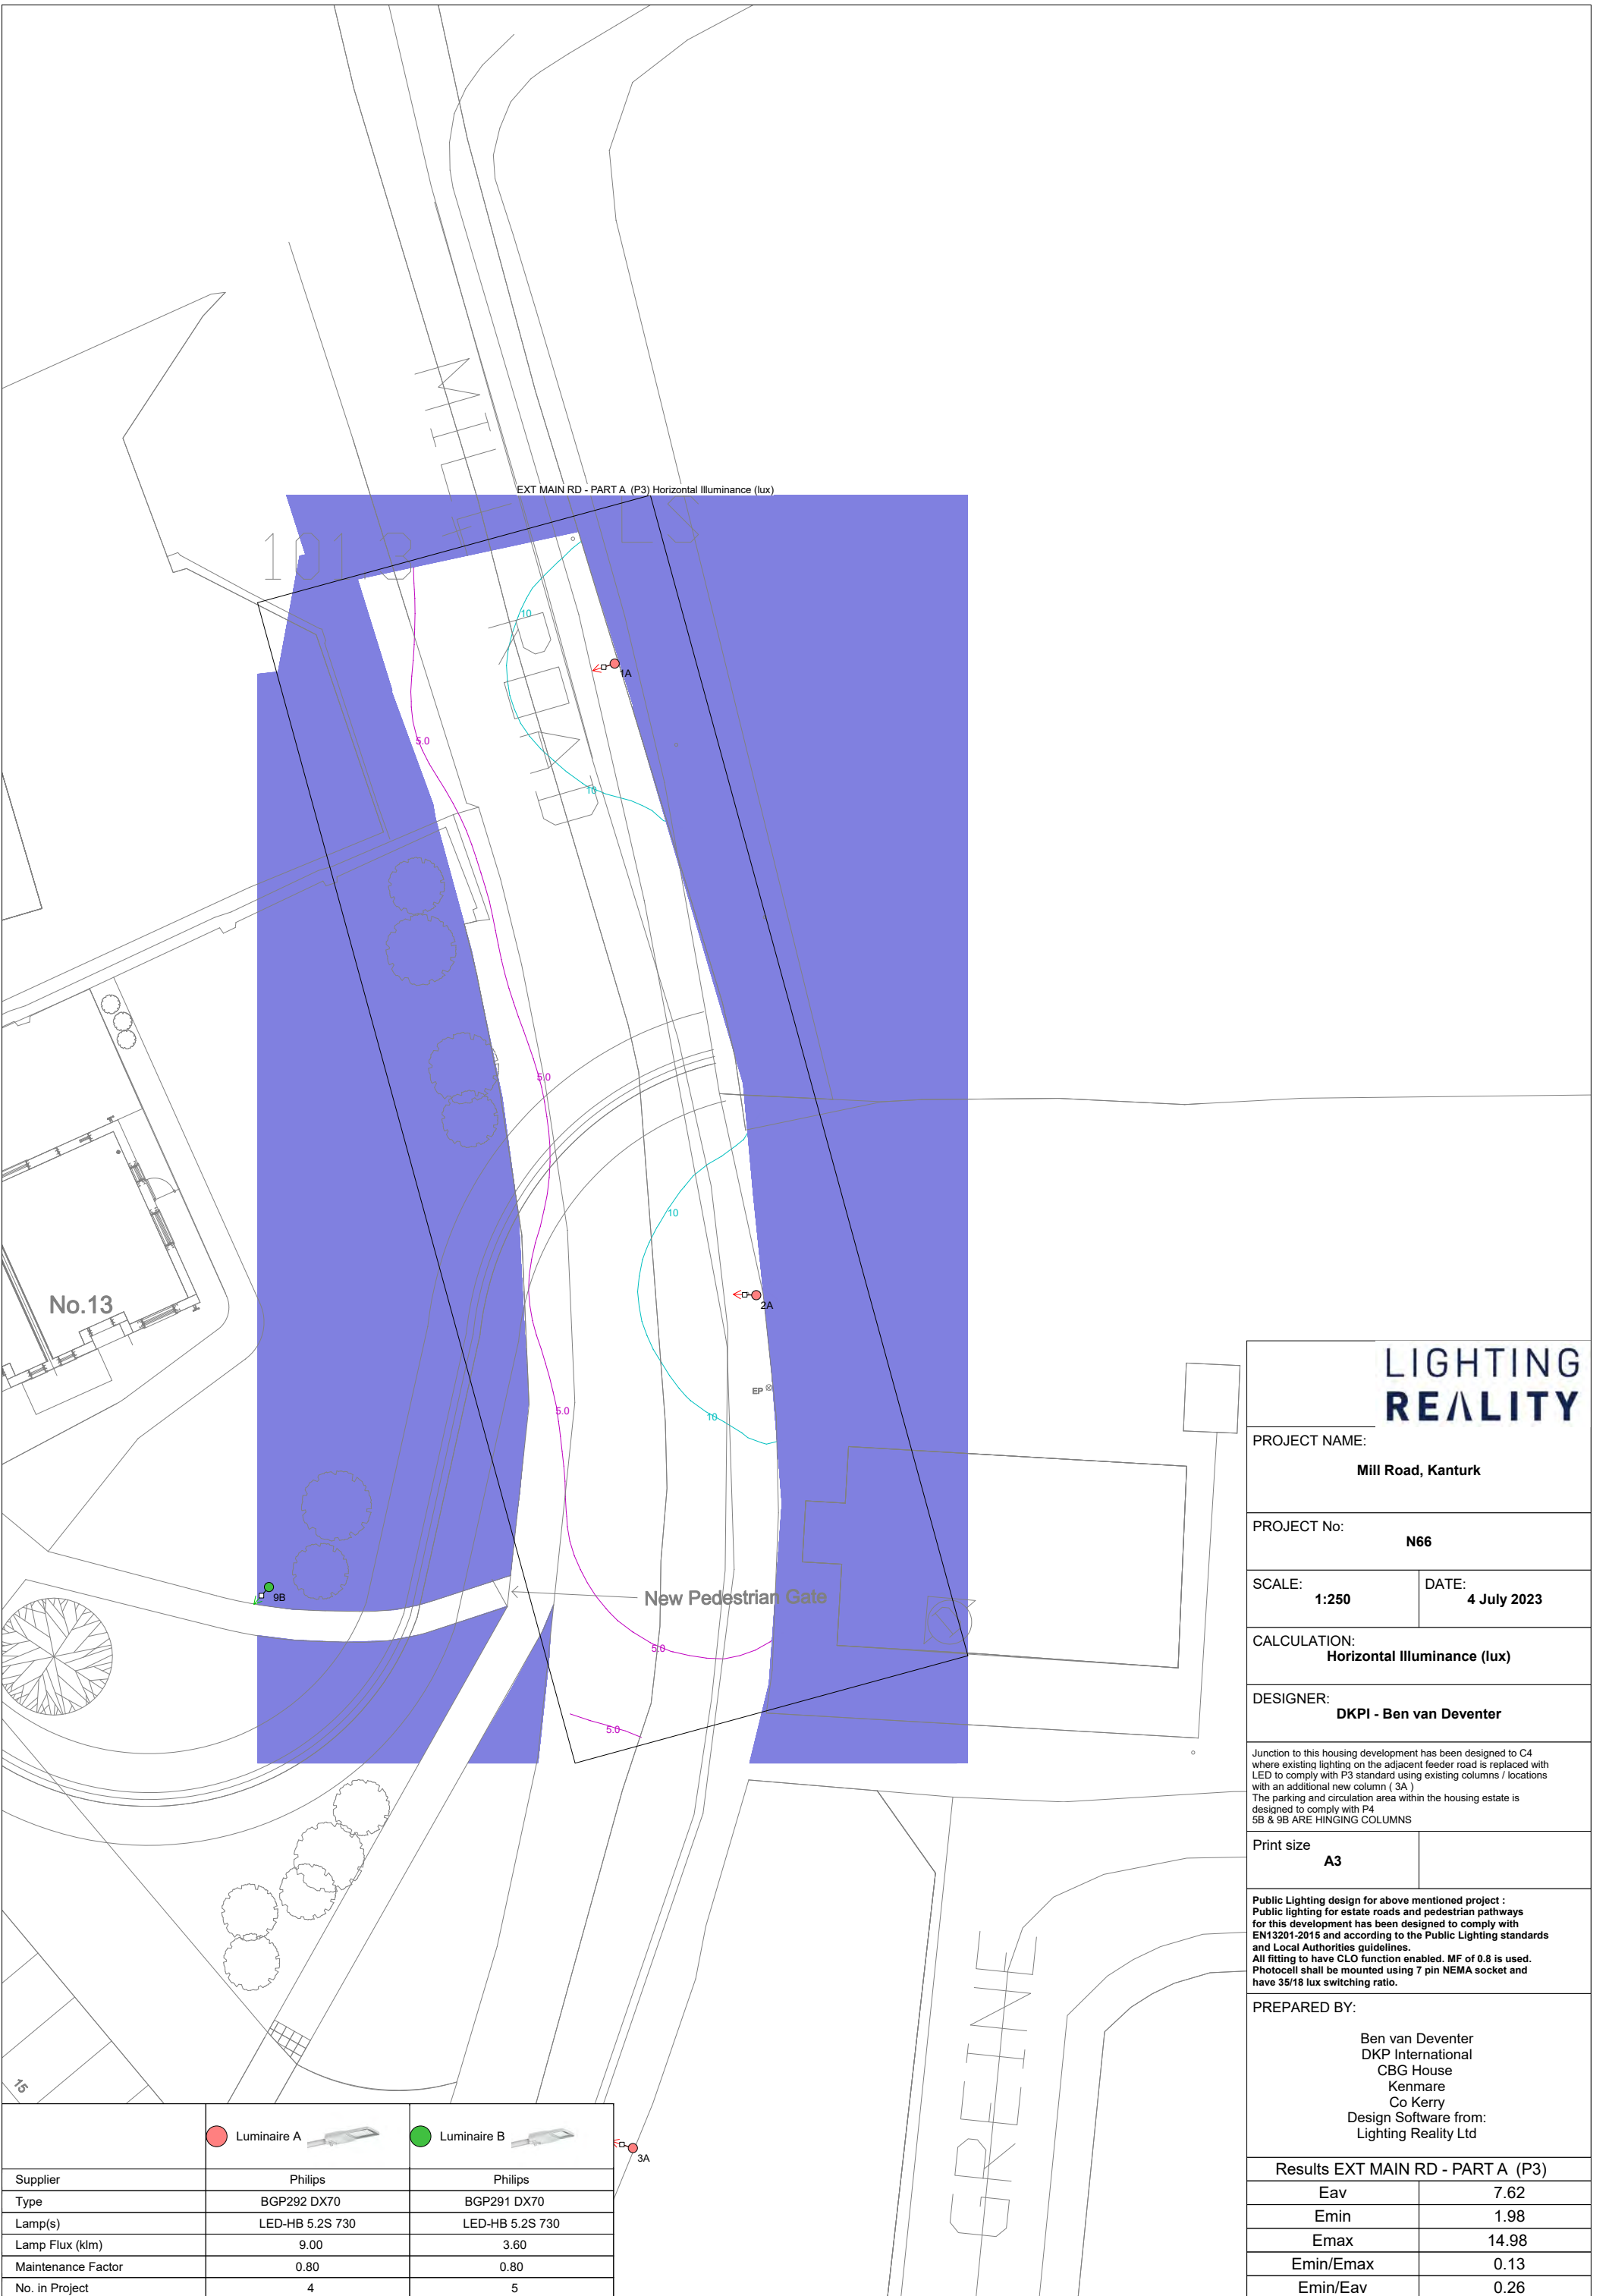 EXT MAIN RD - PART A (P3) Horizontal Illuminance (lux)
MILL
ROAD
10
1A
5.0
10
5.0
10
No.13
2A
EP
5.0
10
9B
New Pedestrian Gate
5.0
5.0
15
3A
GREENE
LIGHTING
REALITY
PROJECT NAME:
Mill Road, Kanturk
PROJECT No:
N66
SCALE:
1:250
DATE:
4 July 2023
CALCULATION:
Horizontal Illuminance (lux)
DESIGNER:
DKPI - Ben van Deventer
Junction to this housing development has been designed to C4
where existing lighting on the adjacent feeder road is replaced with
LED to comply with P3 standard using existing columns / locations
with an additional new column ( 3A )
The parking and circulation area within the housing estate is
designed to comply with P4
5B & 9B ARE HINGING COLUMNS
Print size
A3
Public Lighting design for above mentioned project :
Public lighting for estate roads and pedestrian pathways
for this development has been designed to comply with
EN13201-2015 and according to the Public Lighting standards
and Local Authorities guidelines.
All fitting to have CLO function enabled. MF of 0.8 is used.
Photocell shall be mounted using 7 pin NEMA socket and
have 35/18 lux switching ratio.
PREPARED BY:
Ben van Deventer
DKP International
CBG House
Kenmare
Co Kerry
Design Software from:
Lighting Reality Ltd
Results EXT MAIN RD - PART A (P3)
Eav 7.62
Emin 1.98
Emax 14.98
Emin/Emax 0.13
Emin/Eav 0.26
Luminaire A Luminaire B
Supplier Philips Philips
Type BGP292 DX70 BGP291 DX70
Lamp(s) LED-HB 5.2S 730 LED-HB 5.2S 730
Lamp Flux (klm) 9.00 3.60
Maintenance Factor 0.80 0.80
No. in Project 4 5